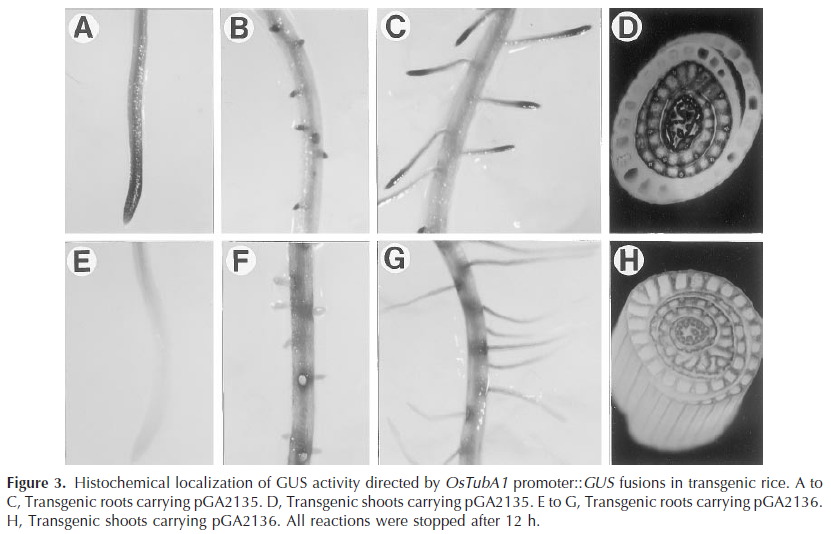 A B C D
E F G H
Figure 3. Histochemical localization of GUS activity directed by OsTubA1 promoter::GUS fusions in transgenic rice. A to
C, Transgenic roots carrying pGA2135. D, Transgenic shoots carrying pGA2135. E to G, Transgenic roots carrying pGA2136.
H, Transgenic shoots carrying pGA2136. All reactions were stopped after 12 h.